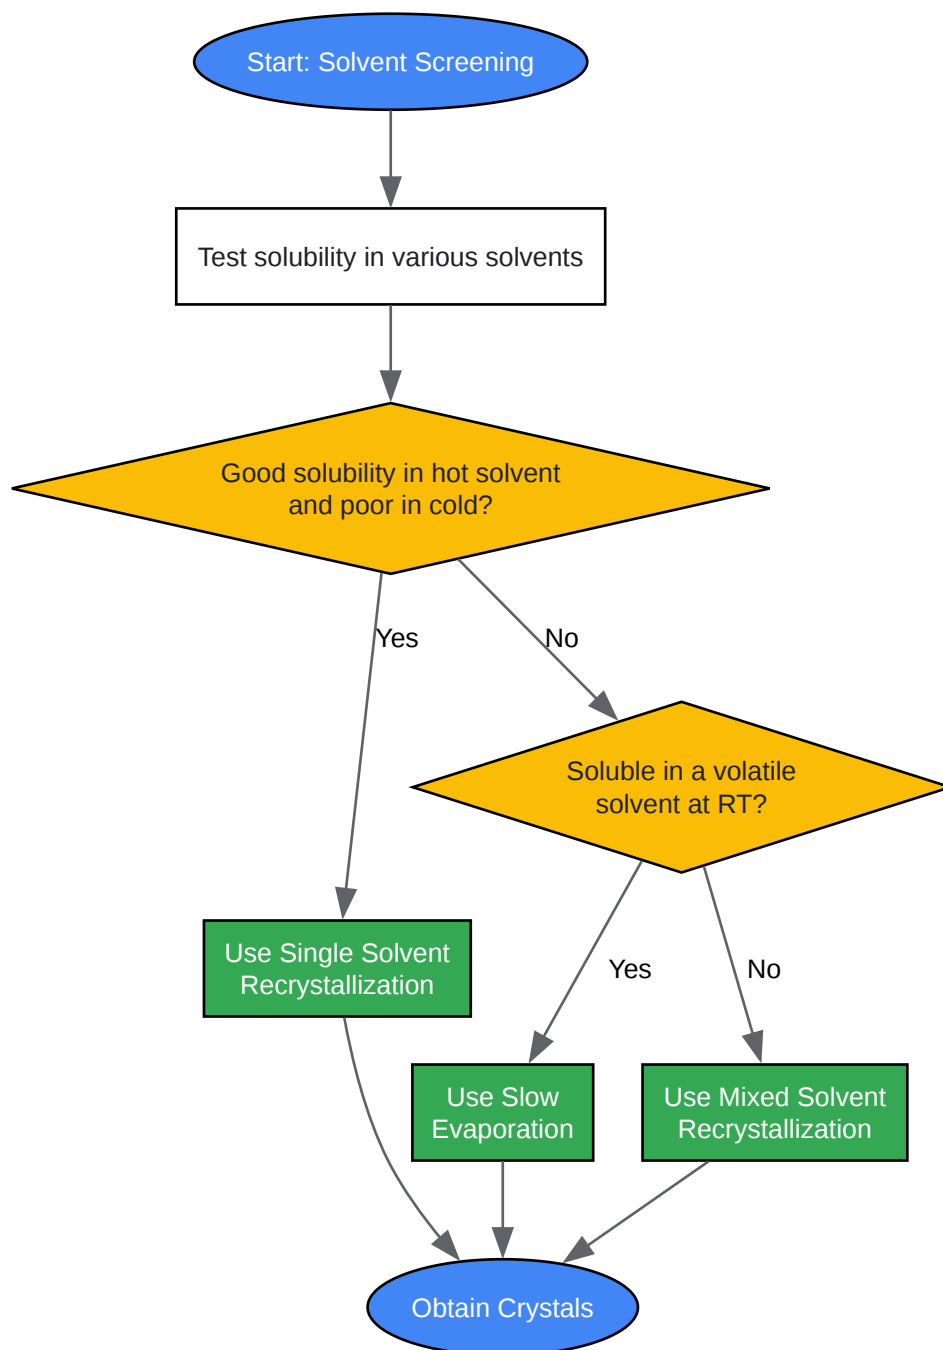 Start: Solvent Screening
Test solubility in various solvents
Good solubility in hot solvent
and poor in cold?
Yes
No
Soluble in a volatile
solvent at RT?
Use Single Solvent
Recrystallization
Yes
No
Use Slow
Evaporation
Use Mixed Solvent
Recrystallization
Obtain Crystals